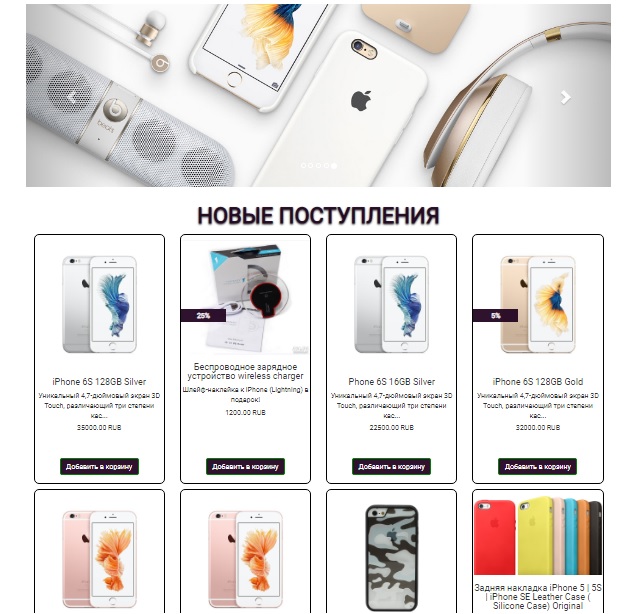 beats
НОВЫЕ ПОСТУПЛЕНИЯ
25%
5%
iPhone 6S 128GB Silver
Уникальный 4,7-дюймовый экран 3D
Touch, различающий три степени
кас...
35000.00 RUB
Добавить в корзину
Беспроводное зарядное
устройство wireless charger
Шлейф-наклейка к iPhone (Lightning) в
подарок!
1200.00 RUB
Добавить в корзину
Phone 6S 16GB Silver
Уникальный 4,7-дюймовый экран 3D
Touch, различающий три степени
кас...
22500.00 RUB
Добавить в корзину
iPhone 6S 128GB Gold
Уникальный 4,7-дюймовый экран 3D
Touch, различающий три степени
кас...
32000.00 RUB
Добавить в корзину
Задняя накладка iPhone 5 | 5S
| iPhone SE Leather Case (
Silicone Case) Original